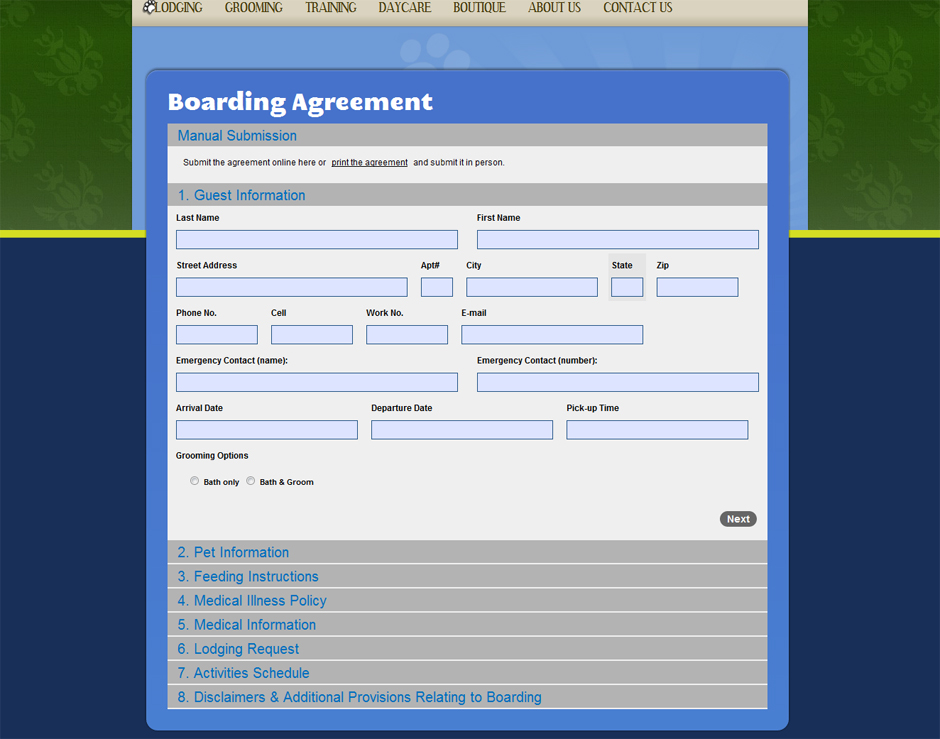 LODGING GROOMING TRAINING DAYCARE BOUTIQUE ABOUT US CONTACT US
Boarding Agreement
Manual Submission
Submit the agreement online here or print the agreement and submit it in person.
1. Guest Information
Last Name First Name
Street Address Apt# City State Zip
Phone No. Cell Work No. E-mail
Emergency Contact (name): Emergency Contact (number):
Arrival Date Departure Date Pick-up Time
Grooming Options
Bath only Bath & Groom
Next
2. Pet Information
3. Feeding Instructions
4. Medical Illness Policy
5. Medical Information
6. Lodging Request
7. Activities Schedule
8. Disclaimers & Additional Provisions Relating to Boarding